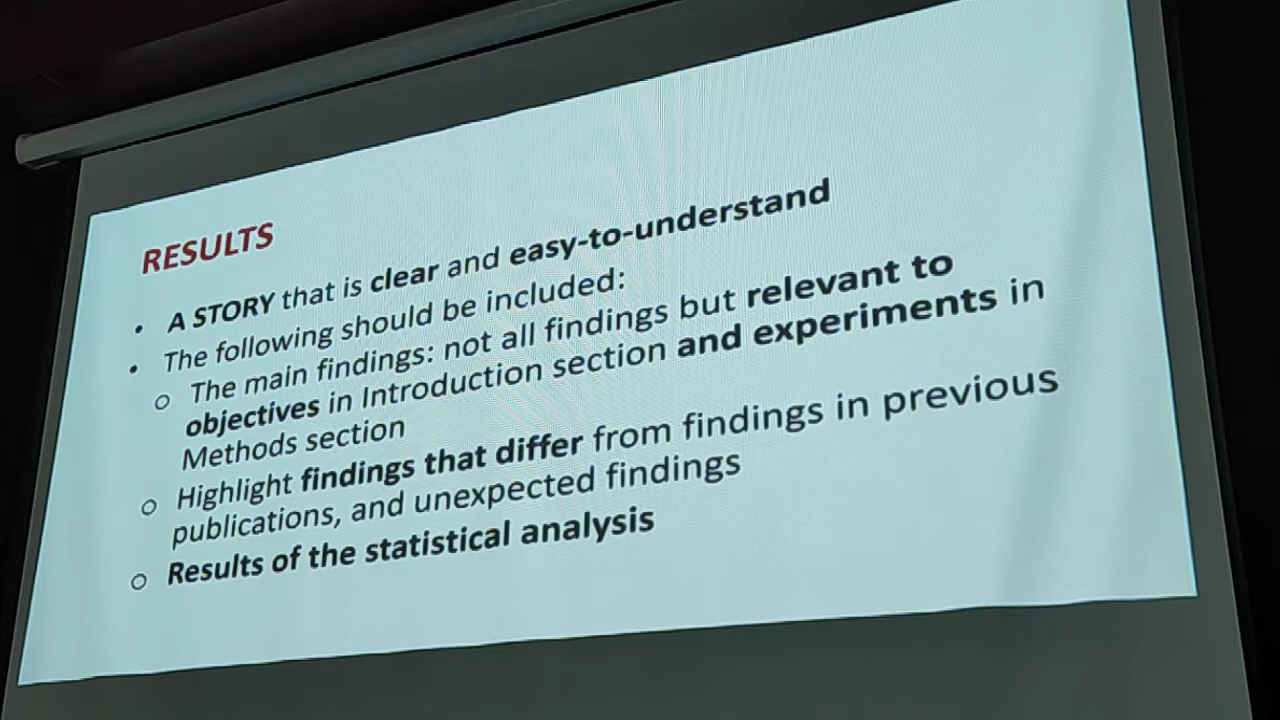 RESULTS
• A STORY that is clear and easy-to-understand
• The following should be included:
o The main findings: not all findings but relevant to
objectives in Introduction section and experiments in
Methods section
o Highlight findings that differ from findings in previous
publications, and unexpected findings
o Results of the statistical analysis